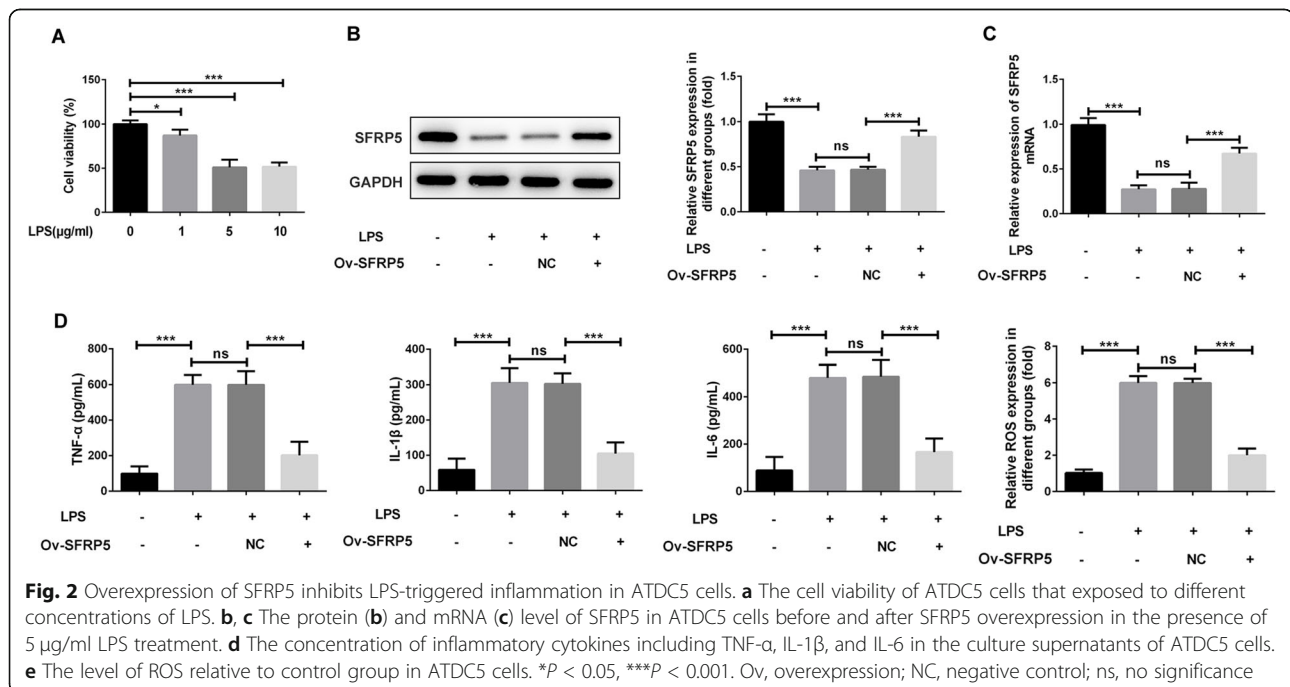 A
Cell viability (%)
150
100
50
0
***
***
*
LPS(μg/ml)
0 1 5 10
B
SFRP5
GAPDH
LPS - + + +
Ov-SFRP5 - - NC +
Relative SFRP5 expression in
different groups (fold)
1.5
1.0
0.5
0.0
***
ns
***
LPS - + + +
Ov-SFRP5 - - NC +
C
Relative expression of SFRP5
mRNA
1.5
1.0
0.5
0.0
***
ns
***
LPS - + + +
Ov-SFRP5 - - NC +
D
TNF-α (pg/mL)
800
600
400
200
0
***
ns
***
LPS - + + +
Ov-SFRP5 - - NC +
IL-1β (pg/mL)
400
300
200
100
0
***
ns
***
LPS - + + +
Ov-SFRP5 - - NC +
IL-6 (pg/mL)
600
400
200
0
***
ns
***
LPS - + + +
Ov-SFRP5 - - NC +
Relative ROS expression in
different groups (fold)
8
6
4
2
0
***
ns
***
LPS - + + +
Ov-SFRP5 - - NC +
Fig. 2 Overexpression of SFRP5 inhibits LPS-triggered inflammation in ATDC5 cells. a The cell viability of ATDC5 cells that exposed to different
concentrations of LPS. b, c The protein (b) and mRNA (c) level of SFRP5 in ATDC5 cells before and after SFRP5 overexpression in the presence of
5 μg/ml LPS treatment. d The concentration of inflammatory cytokines including TNF-α, IL-1β, and IL-6 in the culture supernatants of ATDC5 cells.
e The level of ROS relative to control group in ATDC5 cells. *P < 0.05, ***P < 0.001. Ov, overexpression; NC, negative control; ns, no significance